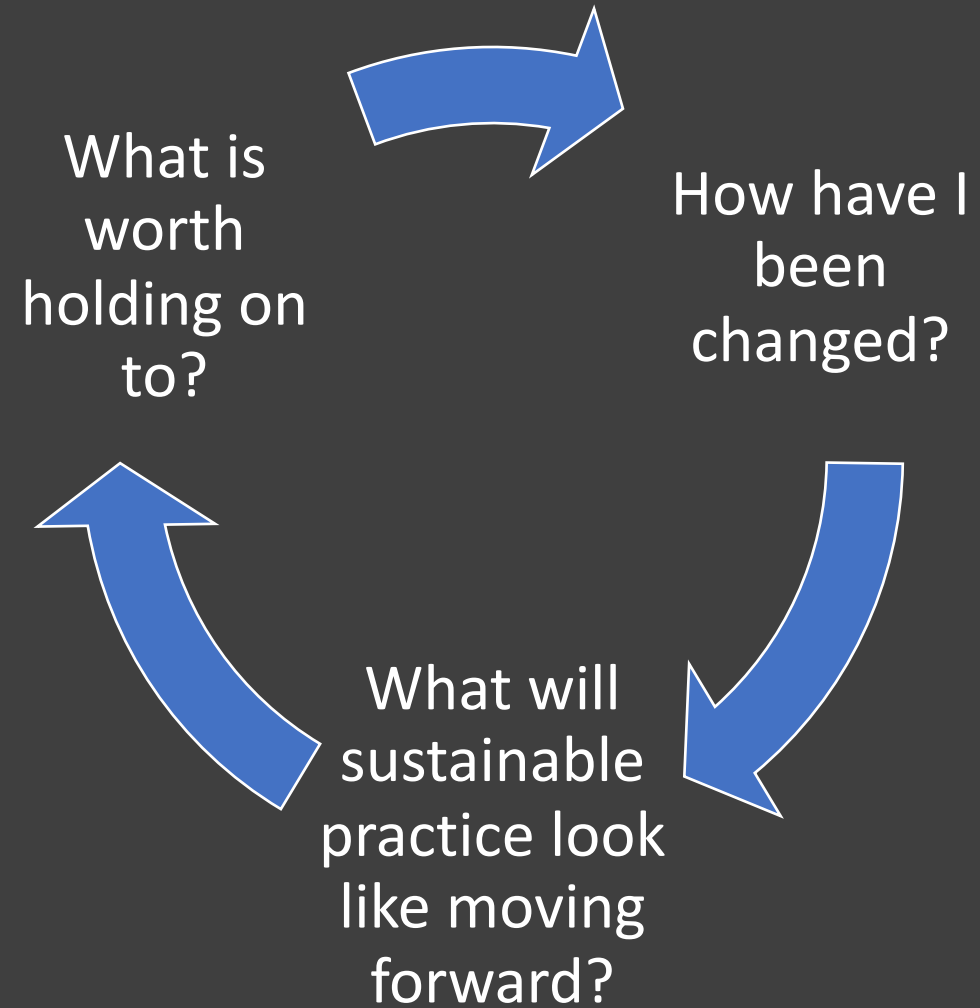 What is
worth
holding on
to?
How have I
been
changed?
What will
sustainable
practice look
like moving
forward?